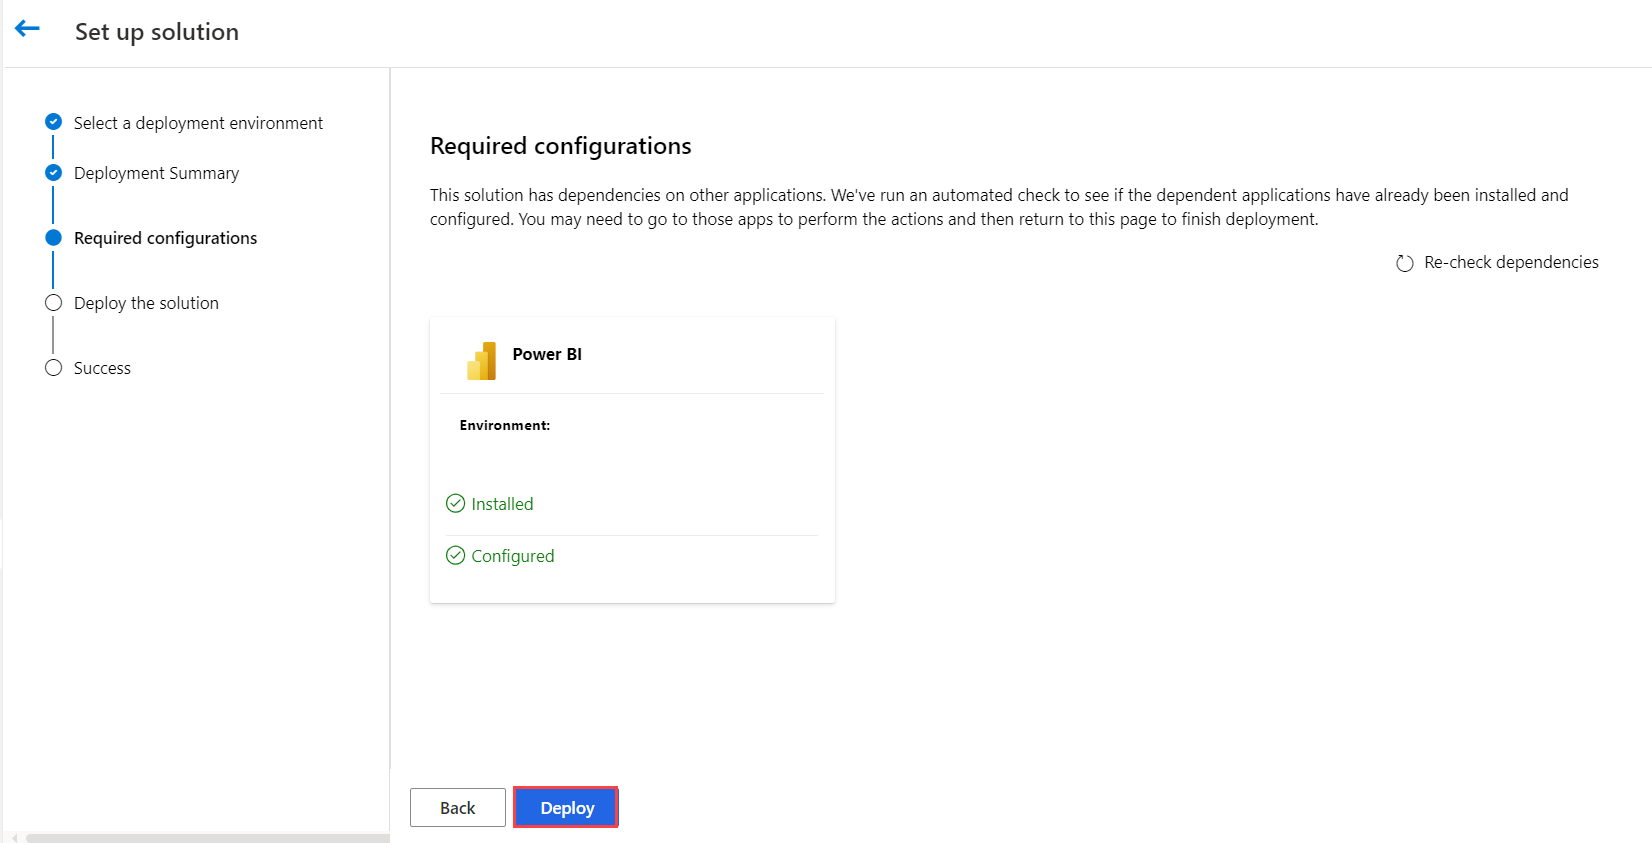 Set up solution
Select a deployment environment
Deployment Summary
Required configurations
Deploy the solution
Success
Required configurations
This solution has dependencies on other applications. We've run an automated check to see if the dependent applications have already been installed and
configured. You may need to go to those apps to perform the actions and then return to this page to finish deployment.
Re-check dependencies
Power BI
Environment:
Installed
Configured
Back
Deploy